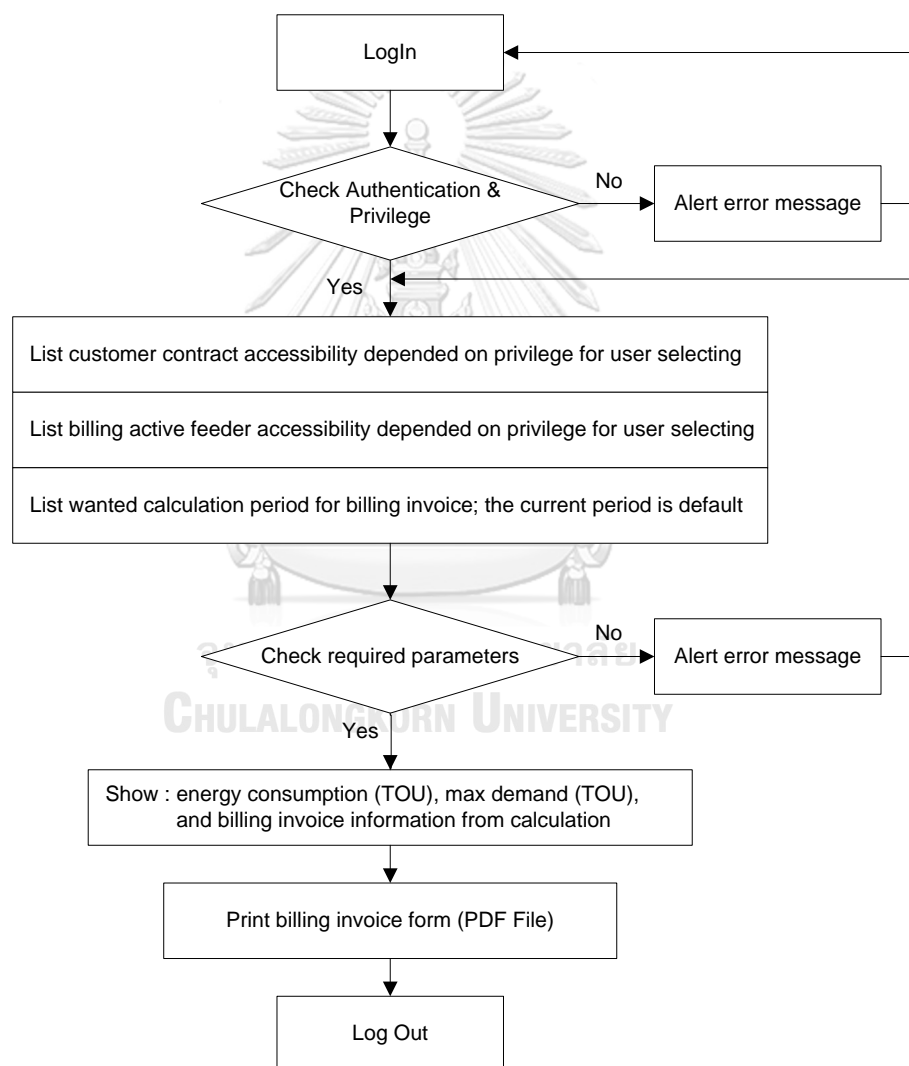 LogIn
Check Authentication &
Privilege
No
Alert error message
Yes
List customer contract accessibility depended on privilege for user selecting
List billing active feeder accessibility depended on privilege for user selecting
List wanted calculation period for billing invoice; the current period is default
Check required parameters
No
Alert error message
CHULALONGKORN UNIVERSITY
Yes
Show : energy consumption (TOU), max demand (TOU),
and billing invoice information from calculation
Print billing invoice form (PDF File)
Log Out